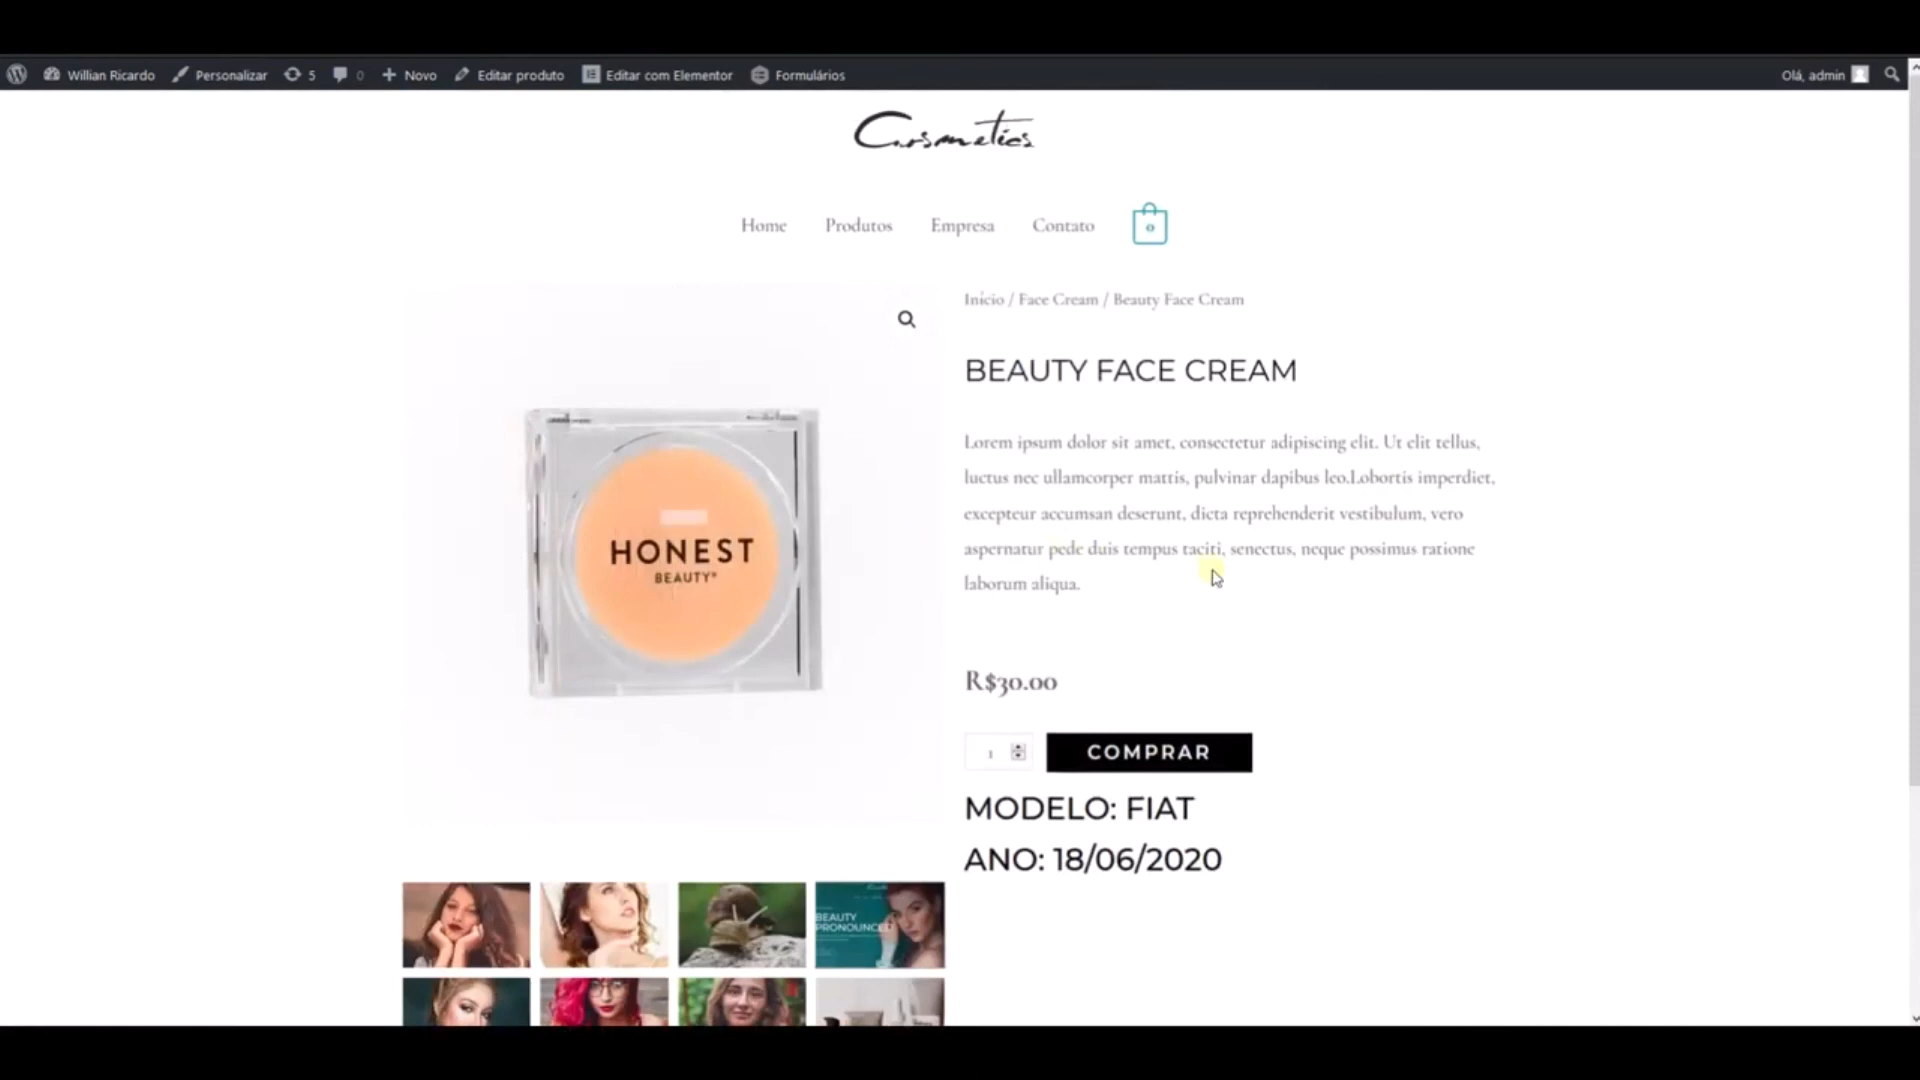 Willian Ricardo Personalizar 5 0 Novo Editar produto Editar com Elementor Formulários Olá, admin
Cosmetics
Home Produtos Empresa Contato 0
Início / Face Cream / Beauty Face Cream
BEAUTY FACE CREAM
Lorem ipsum dolor sit amet, consectetur adipiscing elit. Ut elit tellus,
luctus nec ullamcorper mattis, pulvinar dapibus leo.Lobortis imperdiet,
excepteur accumsan deserunt, dicta reprehenderit vestibulum, vero
aspernatur pede duis tempus taciti, senectus, neque possimus ratione
laborum aliqua.
HONEST
BEAUTY®
R$30.00
1 COMPRAR
MODELO: FIAT
ANO: 18/06/2020
BEAUTY
PRONOUNCED